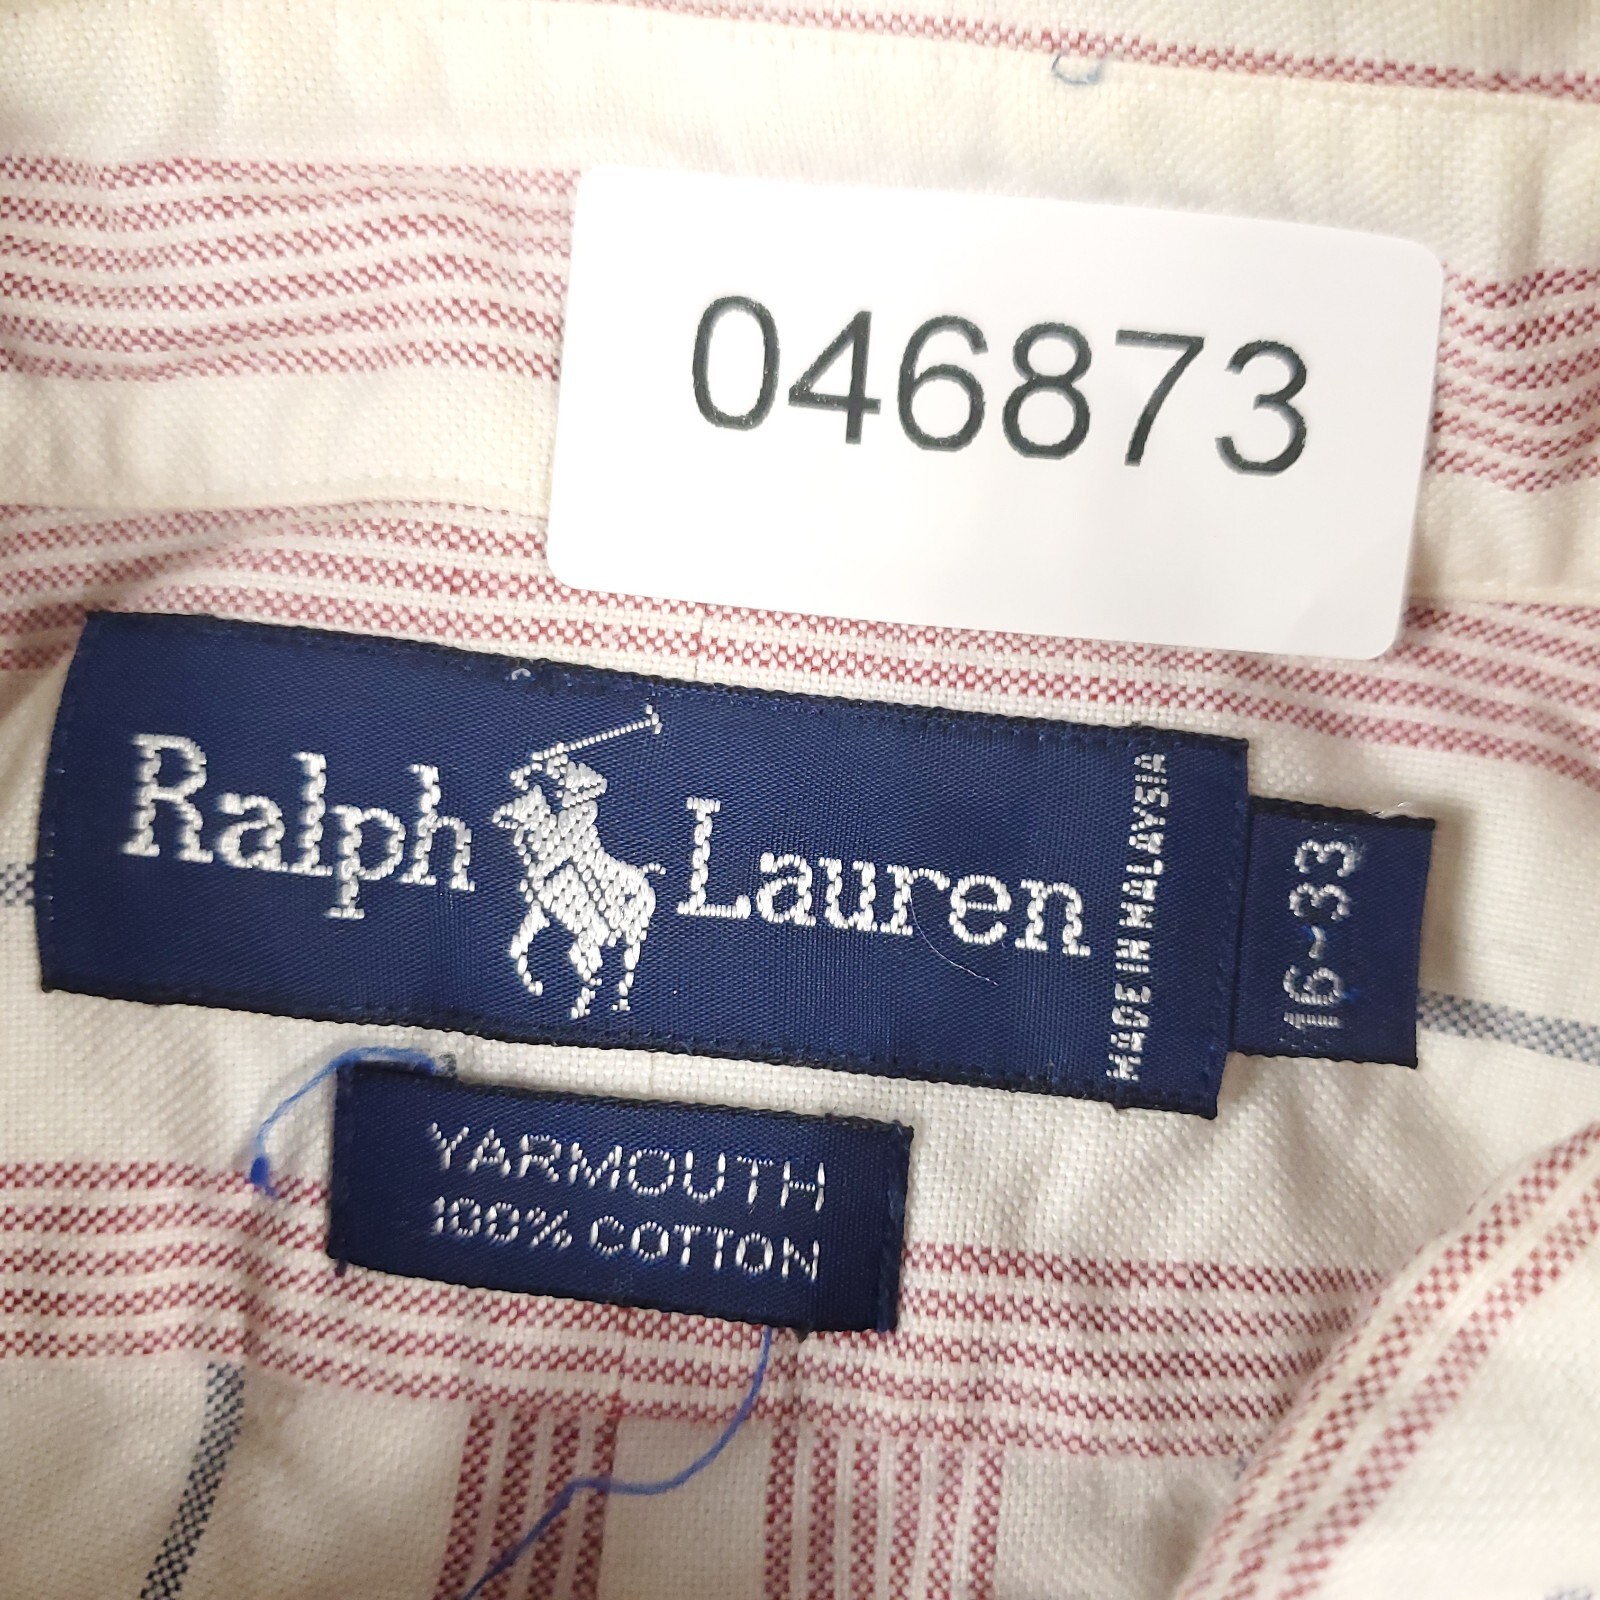 046873
Ralph Lauren
MADE IN MALAYSIA
16-33
YARMOUTH
100% COTTON